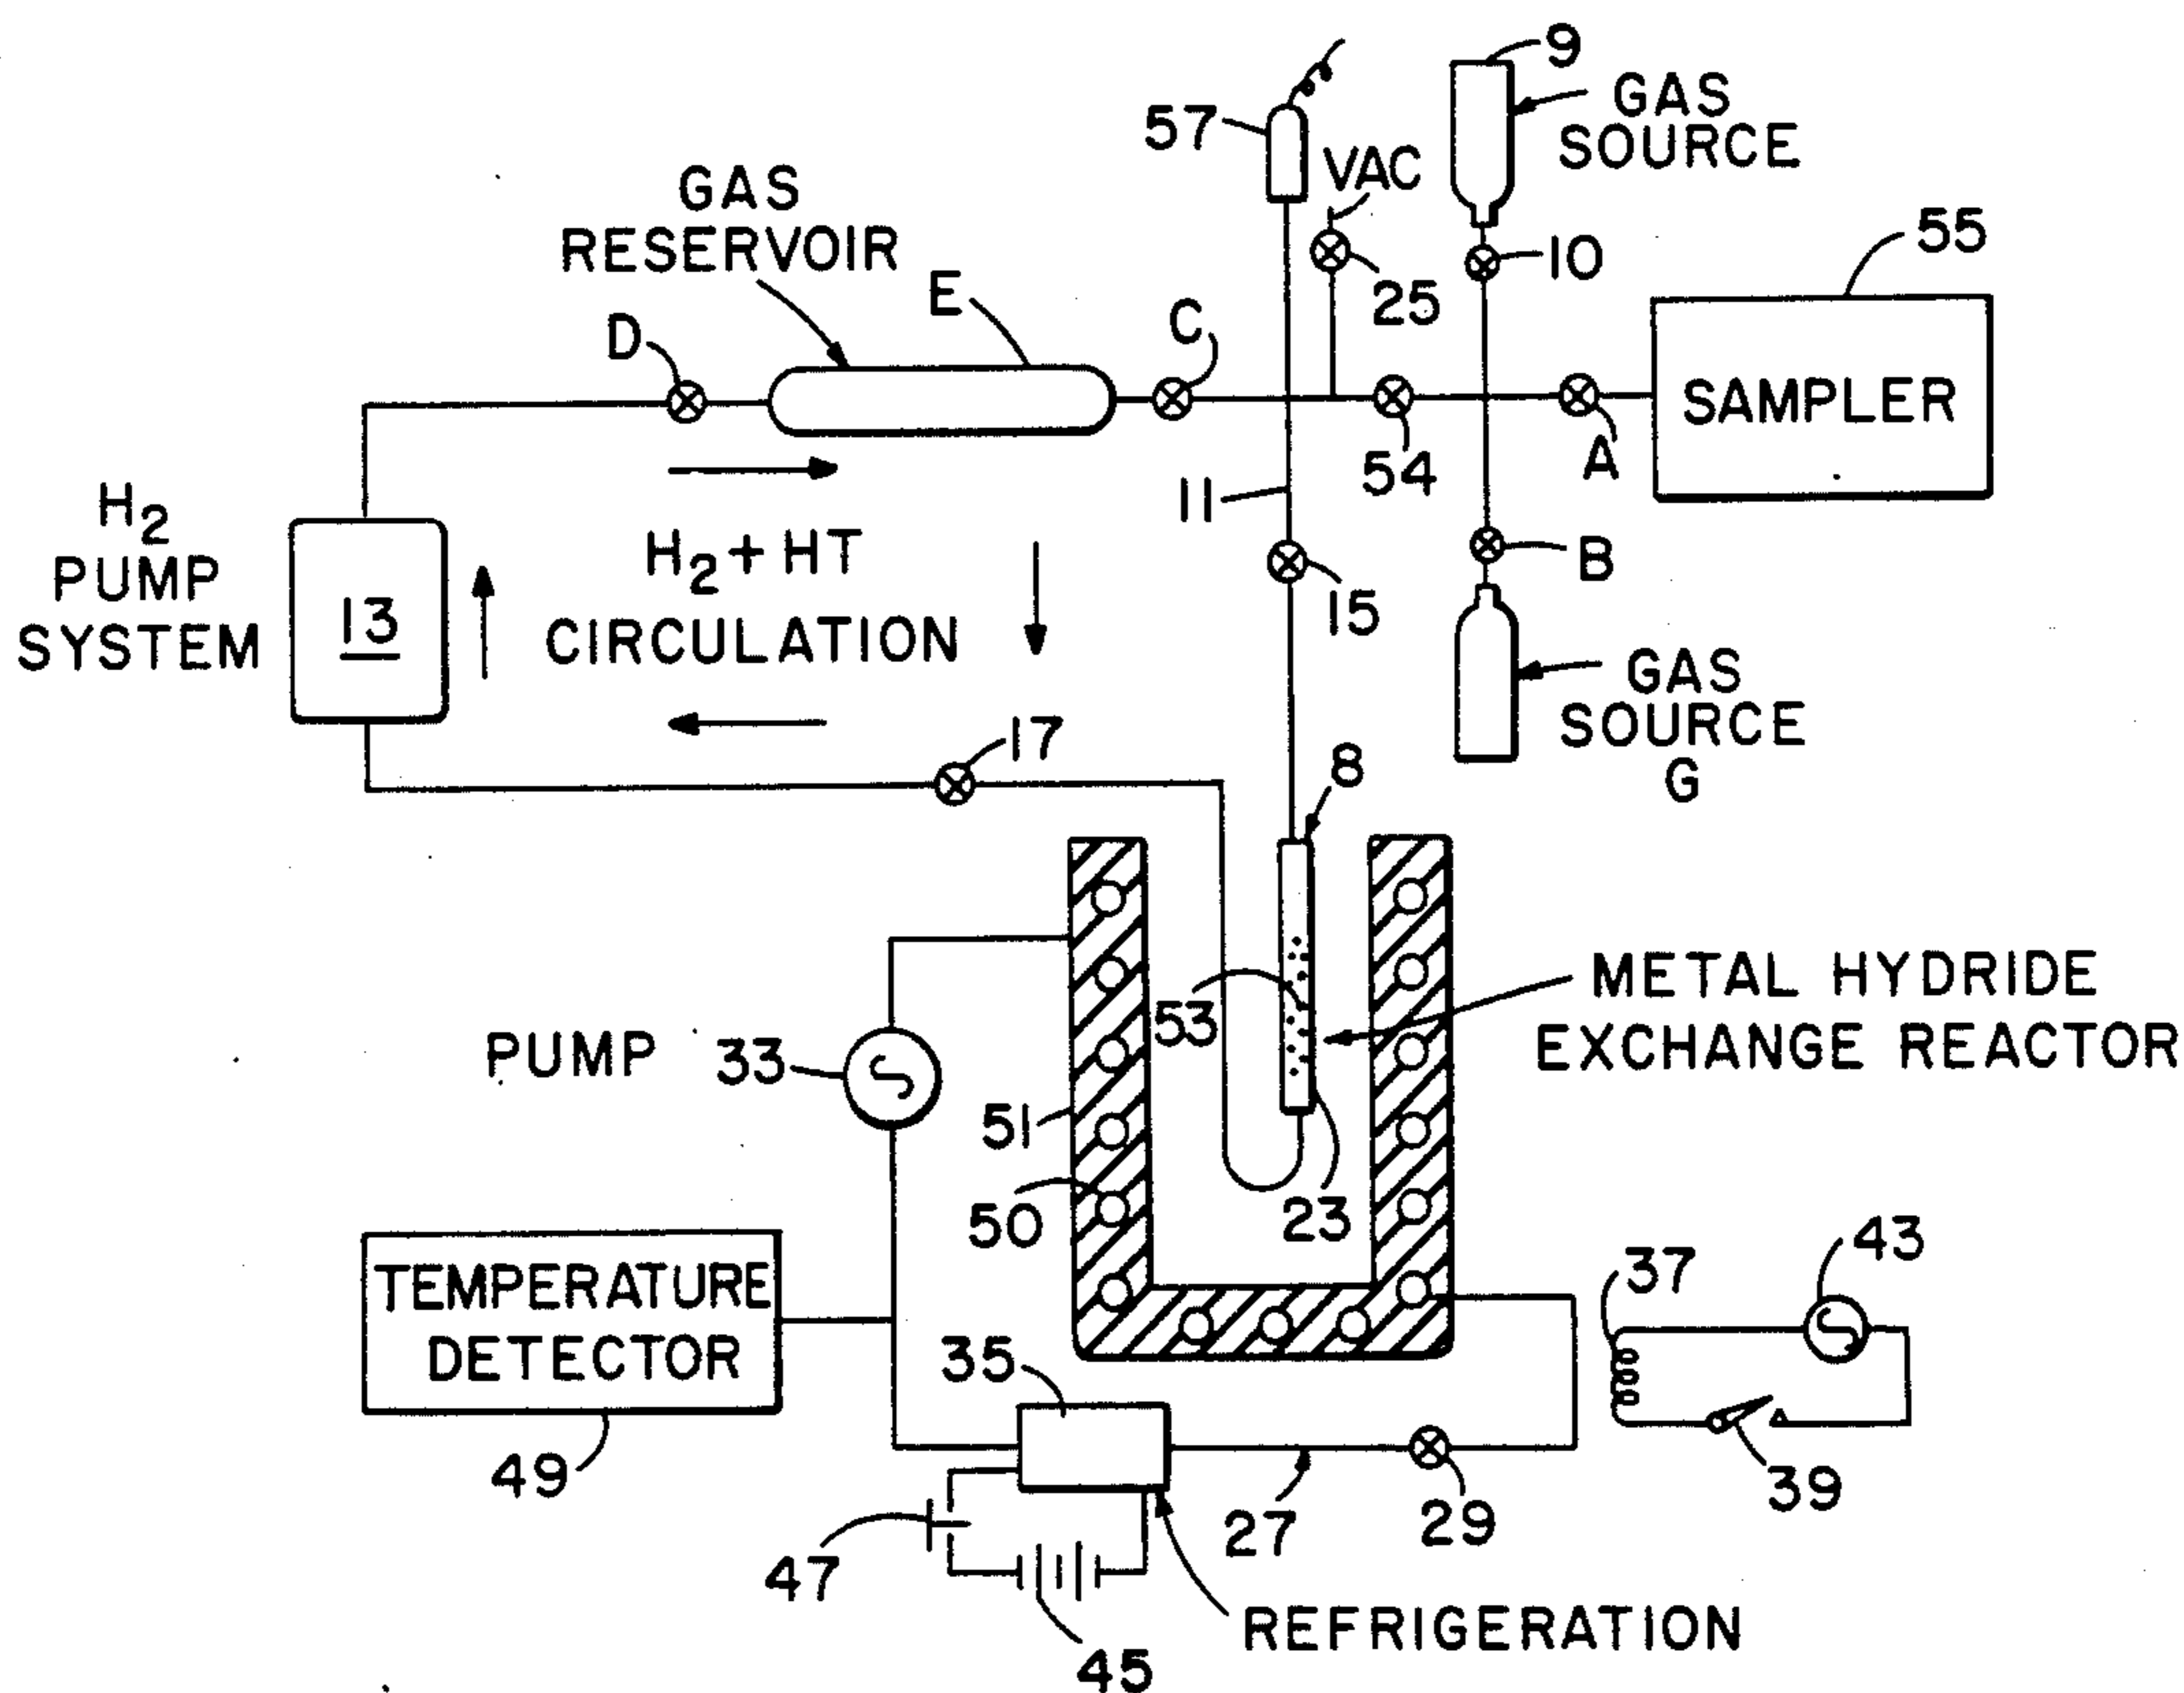 9
GAS
SOURCE
57
VAC
GAS
RESERVOIR
E
D
C
25
10
55
SAMPLER
A
54
11
15
B
H2
PUMP
SYSTEM
13
H2+HT
CIRCULATION
GAS
SOURCE
G
17
8
METAL HYDRIDE
EXCHANGE REACTOR
53
PUMP
33
51
50
23
TEMPERATURE
DETECTOR
49
35
37
43
39
27
29
47
45
REFRIGERATION